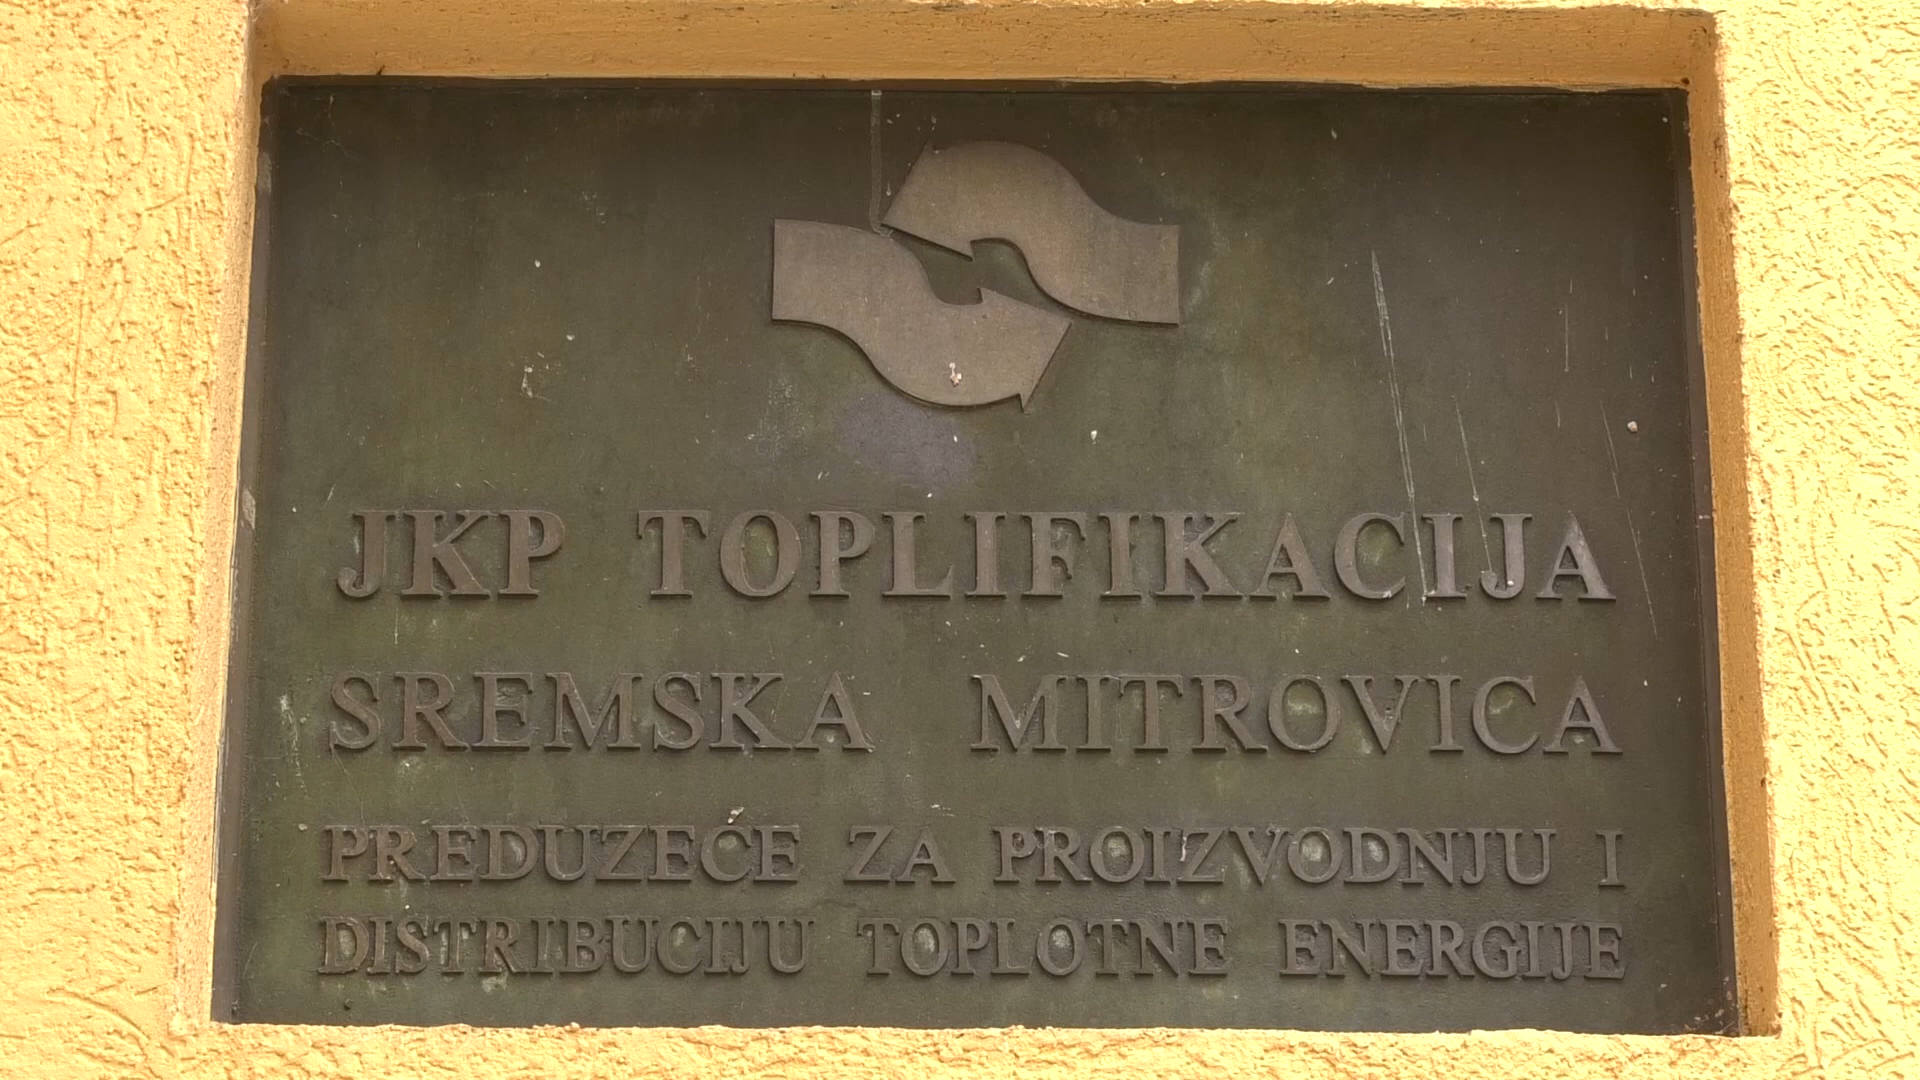 JKP TOPLIFIKACIJA
SREMSKA MITROVICA
PREDUZEĆE ZA PROIZVODNJU I
DISTRIBUCIJU TOPLOTNE ENERGIJE